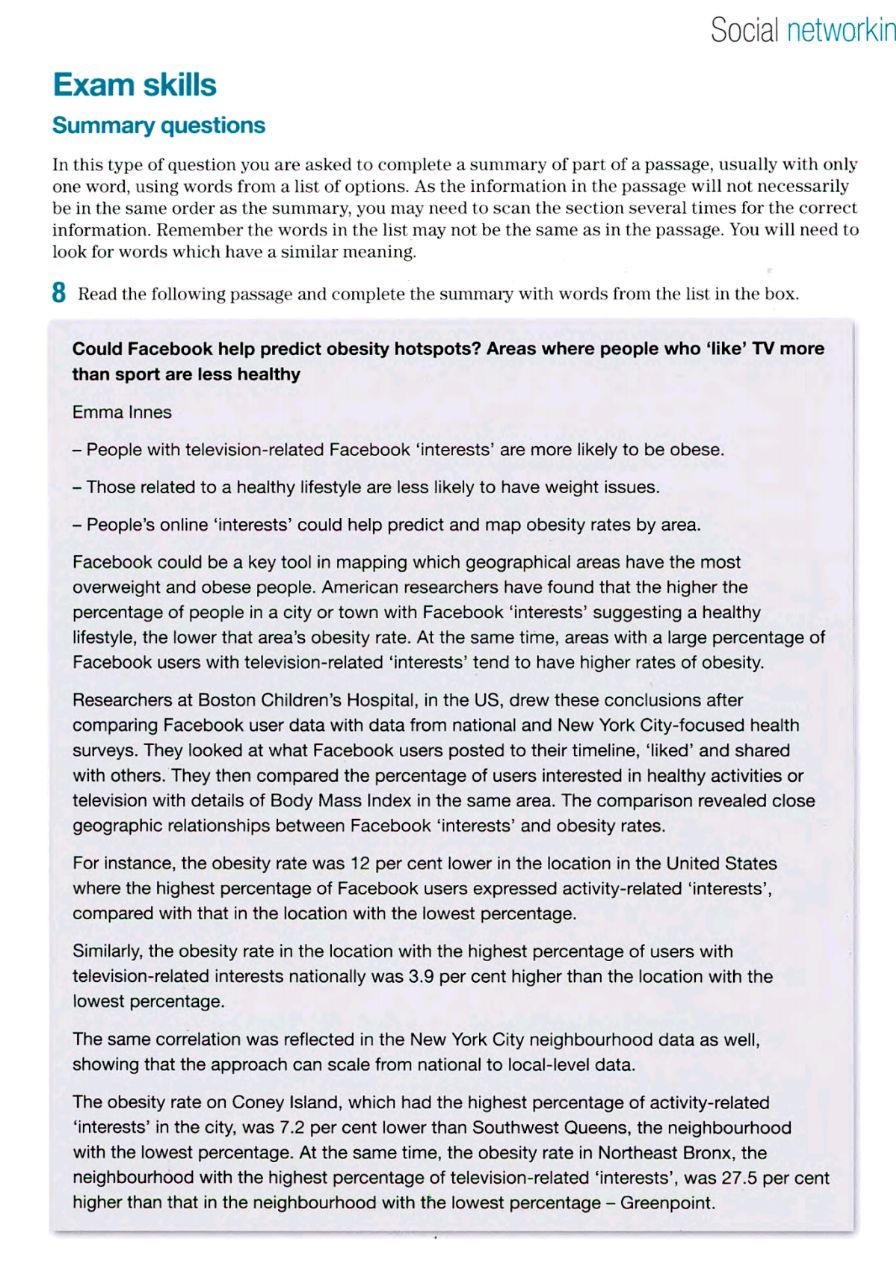 Social networkin
Exam skills
Summary questions
In this type of question you are asked to complete a summary of part of a passage, usually with only
one word, using words from a list of options. As the information in the passage will not necessarily
be in the same order as the summary, you may need to scan the section several times for the correct
information. Remember the words in the list may not be the same as in the passage. You will need to
look for words which have a similar meaning.
8 Read the following passage and complete the summary with words from the list in the box.
Could Facebook help predict obesity hotspots? Areas where people who ‘like’ TV more
than sport are less healthy
Emma Innes
– People with television-related Facebook ‘interests’ are more likely to be obese.
– Those related to a healthy lifestyle are less likely to have weight issues.
– People’s online ‘interests’ could help predict and map obesity rates by area.
Facebook could be a key tool in mapping which geographical areas have the most
overweight and obese people. American researchers have found that the higher the
percentage of people in a city or town with Facebook ‘interests’ suggesting a healthy
lifestyle, the lower that area’s obesity rate. At the same time, areas with a large percentage of
Facebook users with television-related ‘interests’ tend to have higher rates of obesity.
Researchers at Boston Children’s Hospital, in the US, drew these conclusions after
comparing Facebook user data with data from national and New York City-focused health
surveys. They looked at what Facebook users posted to their timeline, ‘liked’ and shared
with others. They then compared the percentage of users interested in healthy activities or
television with details of Body Mass Index in the same area. The comparison revealed close
geographic relationships between Facebook ‘interests’ and obesity rates.
For instance, the obesity rate was 12 per cent lower in the location in the United States
where the highest percentage of Facebook users expressed activity-related ‘interests’,
compared with that in the location with the lowest percentage.
Similarly, the obesity rate in the location with the highest percentage of users with
television-related interests nationally was 3.9 per cent higher than the location with the
lowest percentage.
The same correlation was reflected in the New York City neighbourhood data as well,
showing that the approach can scale from national to local-level data.
The obesity rate on Coney Island, which had the highest percentage of activity-related
‘interests’ in the city, was 7.2 per cent lower than Southwest Queens, the neighbourhood
with the lowest percentage. At the same time, the obesity rate in Northeast Bronx, the
neighbourhood with the highest percentage of television-related ‘interests’, was 27.5 per cent
higher than that in the neighbourhood with the lowest percentage – Greenpoint.